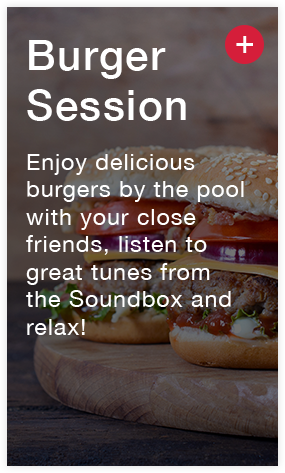 Burger
Session
Enjoy delicious
burgers by the pool
with your close
friends, listen to
great tunes from
the Soundbox and
relax!